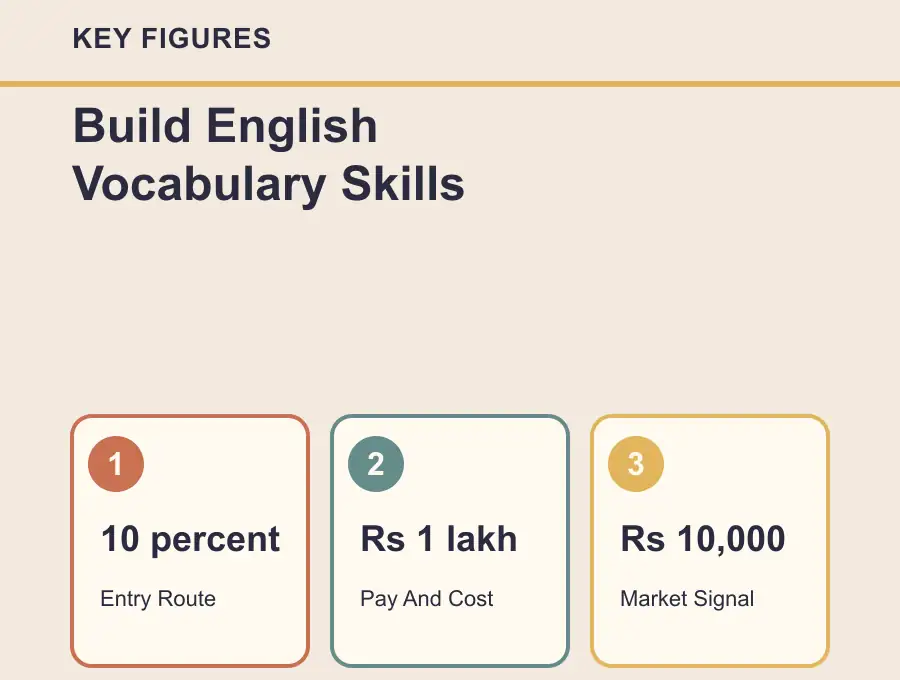 KEY FIGURES
Build English
Vocabulary Skills
1
10 percent
Entry Route
2
Rs 1 lakh
Pay And Cost
3
Rs 10,000
Market Signal